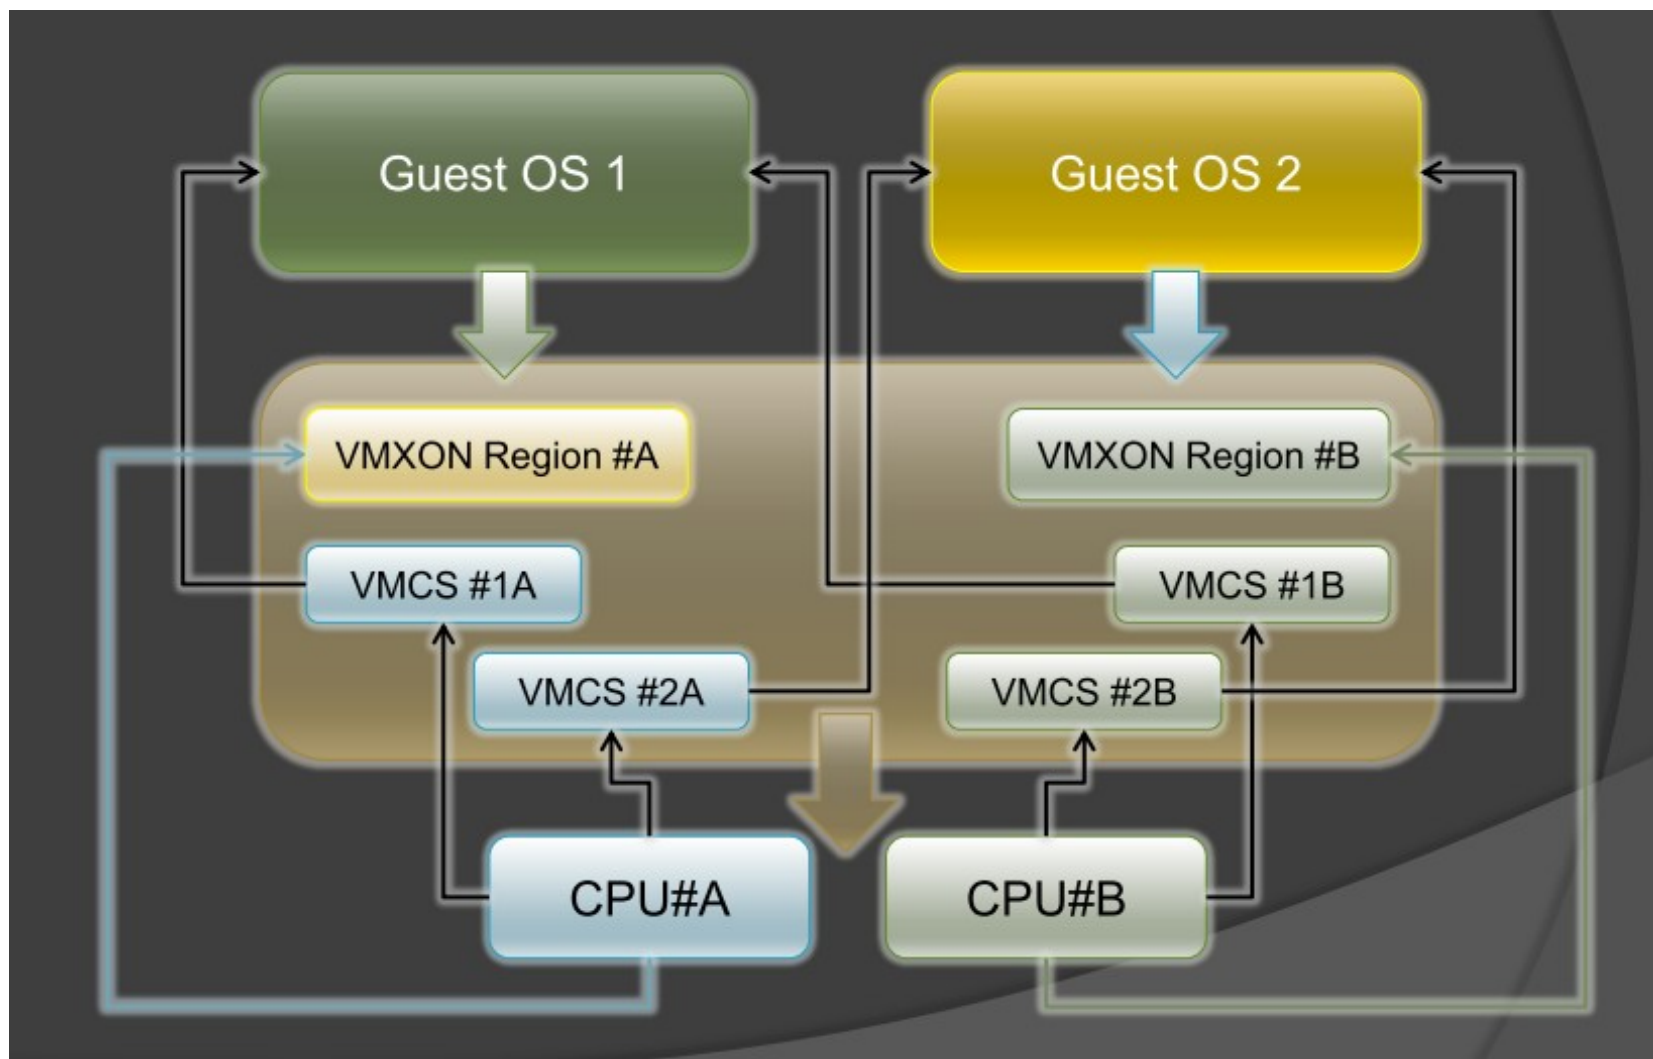 Guest OS 1
Guest OS 2
VMXON Region #A
VMXON Region #B
VMCS #1A
VMCS #1B
VMCS #2A
VMCS #2B
CPU#A
CPU#B